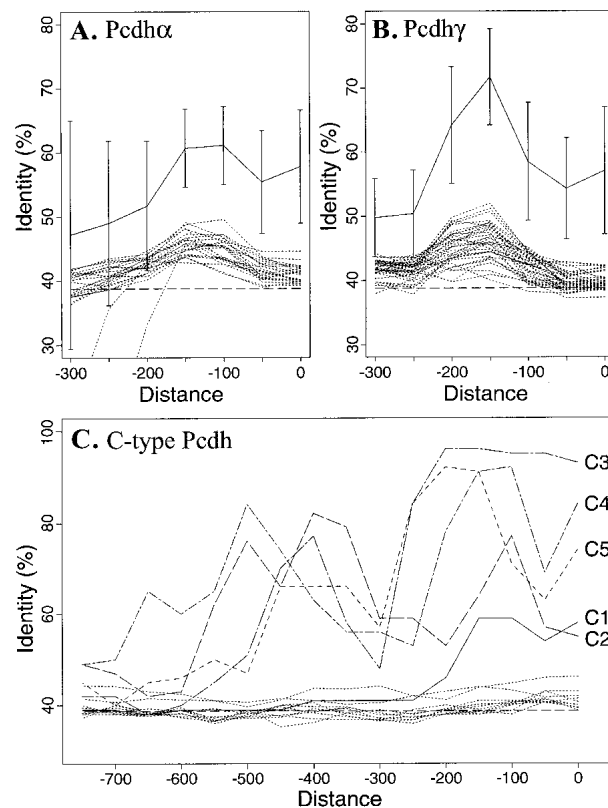 A. Pcdhα
Identity (%)
80
70
60
50
40
30
-300
-200
-100
0
Distance
B. Pcdhγ
Identity (%)
80
70
60
50
40
30
-300
-200
-100
0
Distance
C. C-type Pcdh
Identity (%)
100
80
60
40
C3
C4
C5
C1
C2
-700
-600
-500
-400
-300
-200
-100
0
Distance